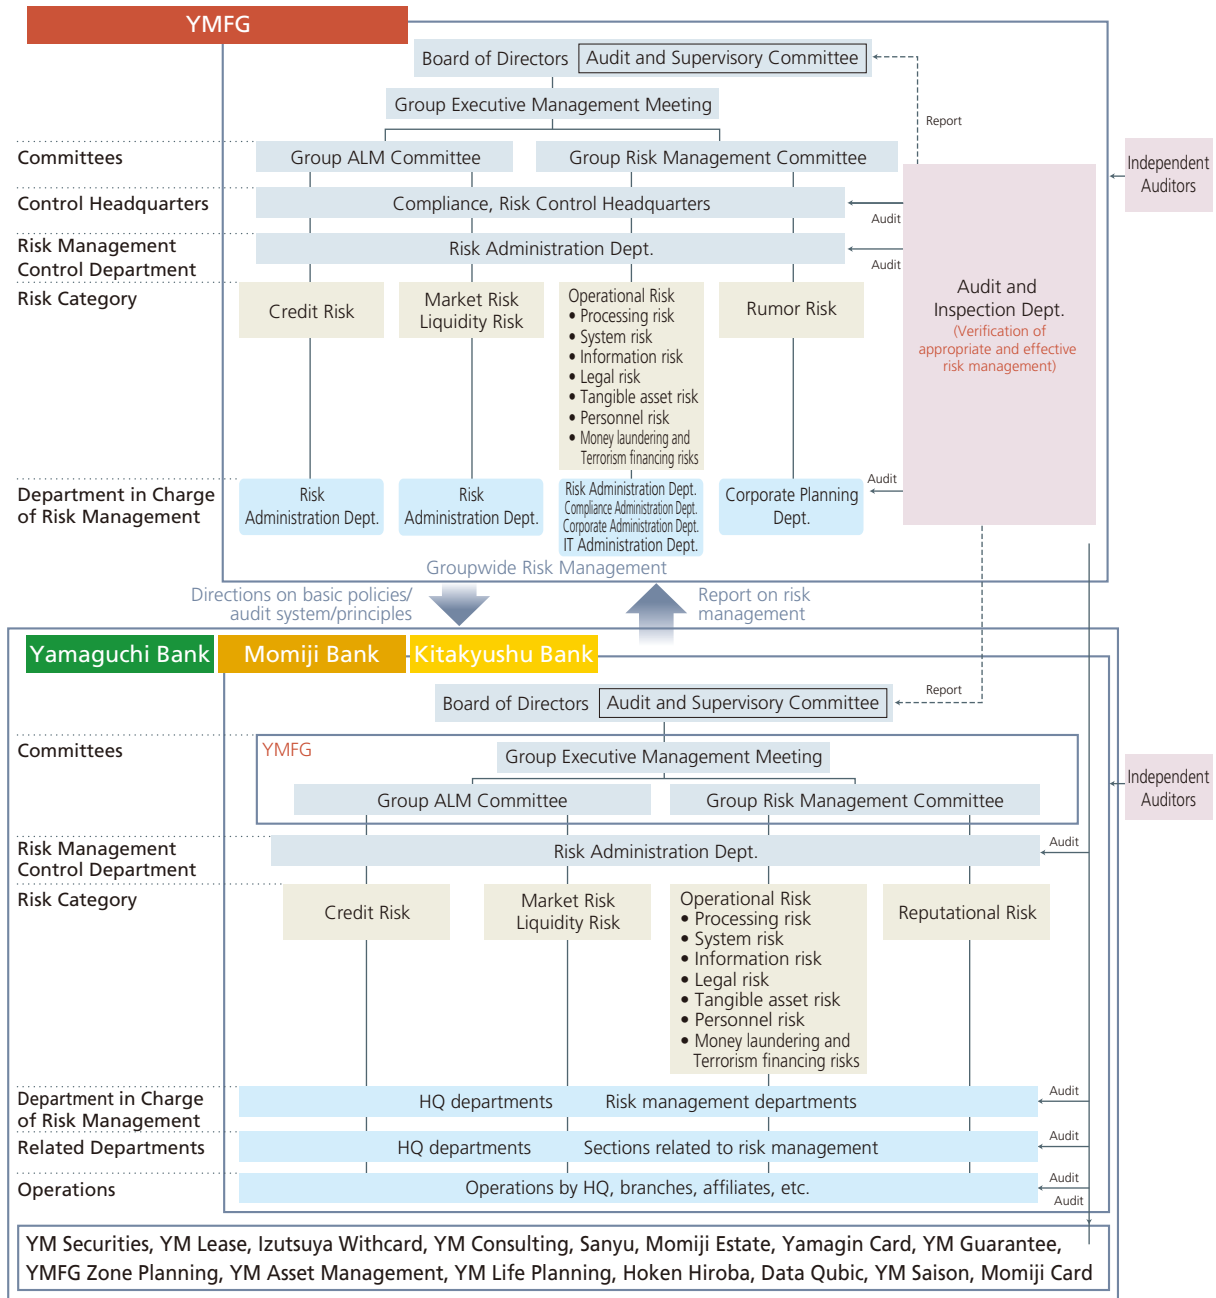 YMFG
Board of Directors
Audit and Supervisory Committee
Group Executive Management Meeting
Report
Committees
Group ALM Committee
Group Risk Management Committee
Independent
Auditors
Control Headquarters
Compliance, Risk Control Headquarters
Audit
Risk Management
Control Department
Risk Administration Dept.
Audit
Risk Category
Credit Risk
Market Risk
Liquidity Risk
Operational Risk
• Processing risk
• System risk
• Information risk
• Legal risk
• Tangible asset risk
• Personnel risk
• Money laundering and
Terrorism financing risks
Rumor Risk
Audit and
Inspection Dept.
(Verification of
appropriate and effective
risk management)
Department in Charge
of Risk Management
Risk
Administration Dept.
Risk
Administration Dept.
Risk Administration Dept.
Compliance Administration Dept.
Corporate Administration Dept.
IT Administration Dept.
Corporate Planning
Dept.
Audit
Groupwide Risk Management
Directions on basic policies/
audit system/principles
Report on risk
management
Yamaguchi Bank
Momiji Bank
Kitakyushu Bank
Board of Directors
Audit and Supervisory Committee
Report
Committees
YMFG
Group Executive Management Meeting
Group ALM Committee
Group Risk Management Committee
Independent
Auditors
Risk Management
Control Department
Risk Administration Dept.
Audit
Risk Category
Credit Risk
Market Risk
Liquidity Risk
Operational Risk
• Processing risk
• System risk
• Information risk
• Legal risk
• Tangible asset risk
• Personnel risk
• Money laundering and
Terrorism financing risks
Reputational Risk
Department in Charge
of Risk Management
HQ departments Risk management departments
Audit
Related Departments
HQ departments Sections related to risk management
Audit
Operations
Operations by HQ, branches, affiliates, etc.
Audit
Audit
YM Securities, YM Lease, Izutsuya Withcard, YM Consulting, Sanyu, Momiji Estate, Yamagin Card, YM Guarantee,
YMFG Zone Planning, YM Asset Management, YM Life Planning, Hoken Hiroba, Data Qubic, YM Saison, Momiji Card